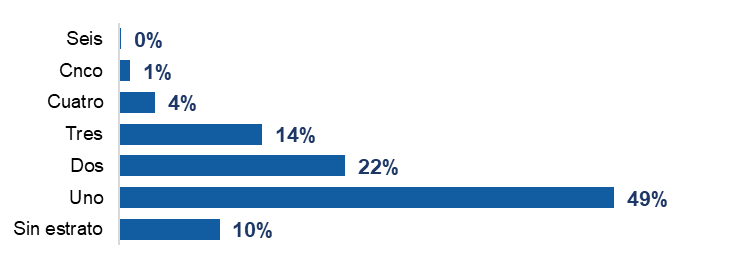 Seis 0%
Cnco 1%
Cuatro 4%
Tres 14%
Dos 22%
Uno 49%
Sin estrato 10%